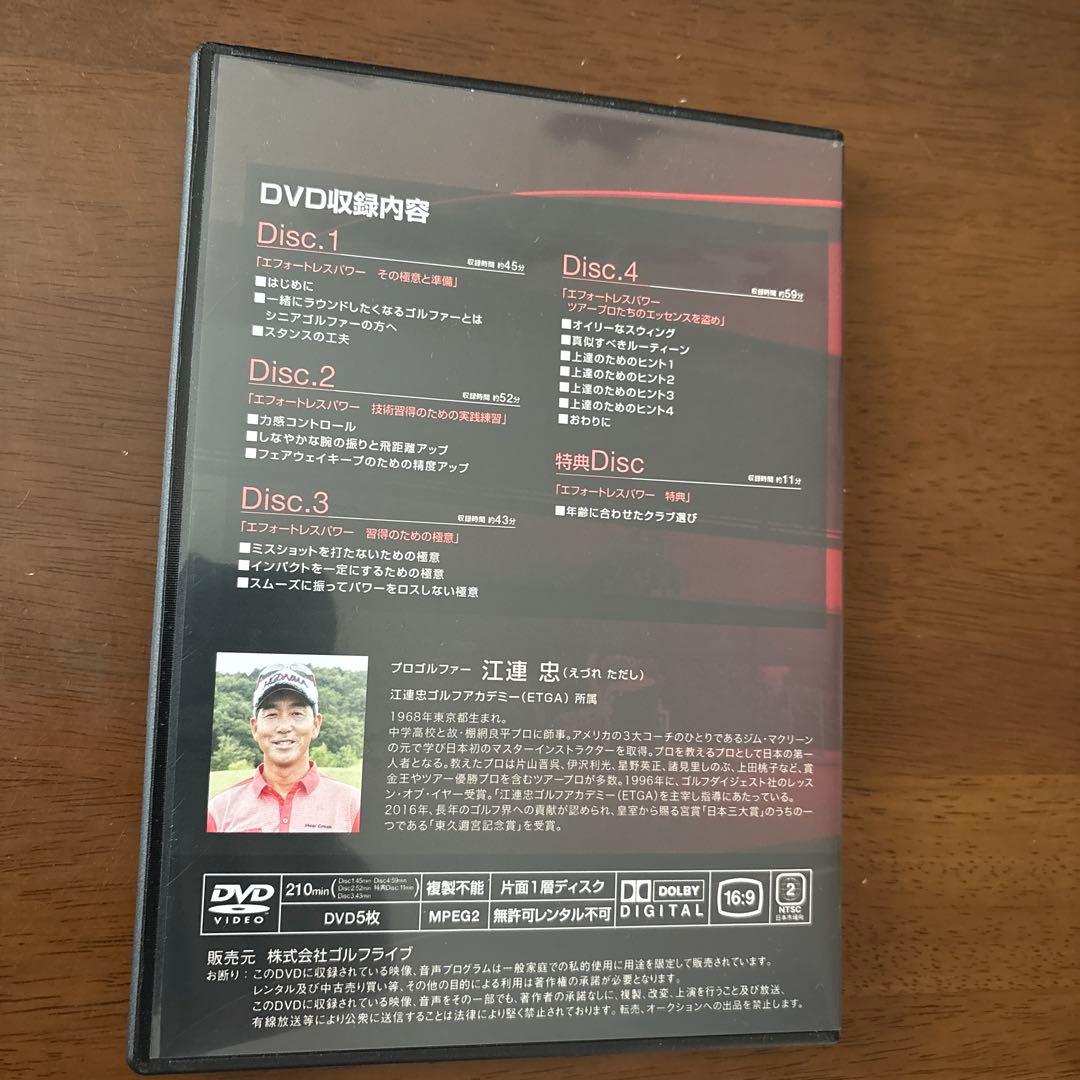 DVD収録内容
Disc.1
収録時間 約45分
「エフォートレスパワー　その極意と準備」
■はじめに
■一緒にラウンドしたくなるゴルファーとは
シニアゴルファーの方へ
■スタンスの工夫
Disc.2
収録時間 約52分
「エフォートレスパワー　技術習得のための実践練習」
■力感コントロール
■しなやかな腕の振りと飛距離アップ
■フェアウェイキープのための精度アップ
Disc.3
収録時間 約43分
「エフォートレスパワー　習得のための極意」
■ミスショットを打たないための極意
■インパクトを一定にするための極意
■スムーズに振ってパワーをロスしない極意
Disc.4
収録時間 約59分
「エフォートレスパワー
ツアープロたちのエッセンスを盗め」
■オイリーなスウィング
■真似すべきルーティーン
■上達のためのヒント1
■上達のためのヒント2
■上達のためのヒント3
■上達のためのヒント4
■おわりに
特典Disc
収録時間 約11分
「エフォートレスパワー　特典」
■年齢に合わせたクラブ選び
プロゴルファー 江連 忠(えづれ ただし)
江連忠ゴルフアカデミー(ETGA) 所属
1968年東京都生まれ。
中学高校と故・棚網良平プロに師事。アメリカの3大コーチのひとりであるジム・マクリーン
の元で学び日本初のマスターインストラクターを取得。プロを教えるプロとして日本の第一
人者となる。教えたプロは片山晋呉、伊沢利光、星野英正、諸見里しのぶ、上田桃子など、賞
金王やツアー優勝プロを含むツアープロが多数。1996年に、ゴルフダイジェスト社のレッス
ン・オブ・イヤー受賞。「江連忠ゴルフアカデミー(ETGA)を主宰し指導にあたっている。
2016年、長年のゴルフ界への貢献が認められ、皇室から賜る宮賞「日本三大賞」のうちの一
つである「東久邇宮記念賞」を受賞。
DVD VIDEO
210min(Disc1.45min Disc4.59min
Disc2.52min 特典Disc.11min
Disc3.43min)
DVD5枚
複製不能
MPEG2
片面1層ディスク
無許可レンタル不可
DOLBY
DIGITAL
16:9
2
NTSC
日本市場向
販売元 株式会社ゴルフライブ
お断り：このDVDに収録されている映像、音声プログラムは一般家庭での私的使用に用途を限定して販売されています。
レンタル及び中古売り買い等、その他の目的による利用は著作権の承諾が必要となります。
このDVDに収録されている映像、音声をその一部でも、著作者の承諾なしに、複製、改変、上演を行うこと及び放送、
有線放送等により公衆に送信することは法律により堅く禁止されております。転売、オークションへの出品を禁止します。